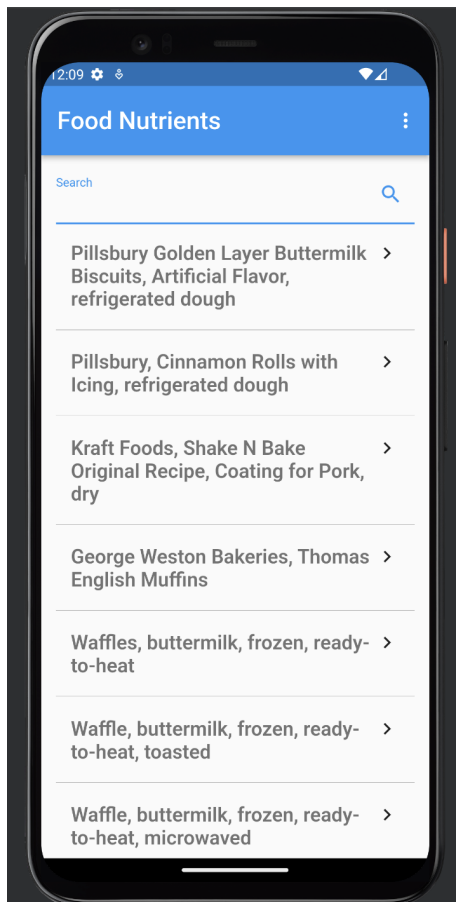 12:09
Food Nutrients
Search
Pillsbury Golden Layer Buttermilk
Biscuits, Artificial Flavor,
refrigerated dough
Pillsbury, Cinnamon Rolls with
Icing, refrigerated dough
Kraft Foods, Shake N Bake
Original Recipe, Coating for Pork,
dry
George Weston Bakeries, Thomas
English Muffins
Waffles, buttermilk, frozen, ready-
to-heat
Waffle, buttermilk, frozen, ready-
to-heat, toasted
Waffle, buttermilk, frozen, ready-
to-heat, microwaved